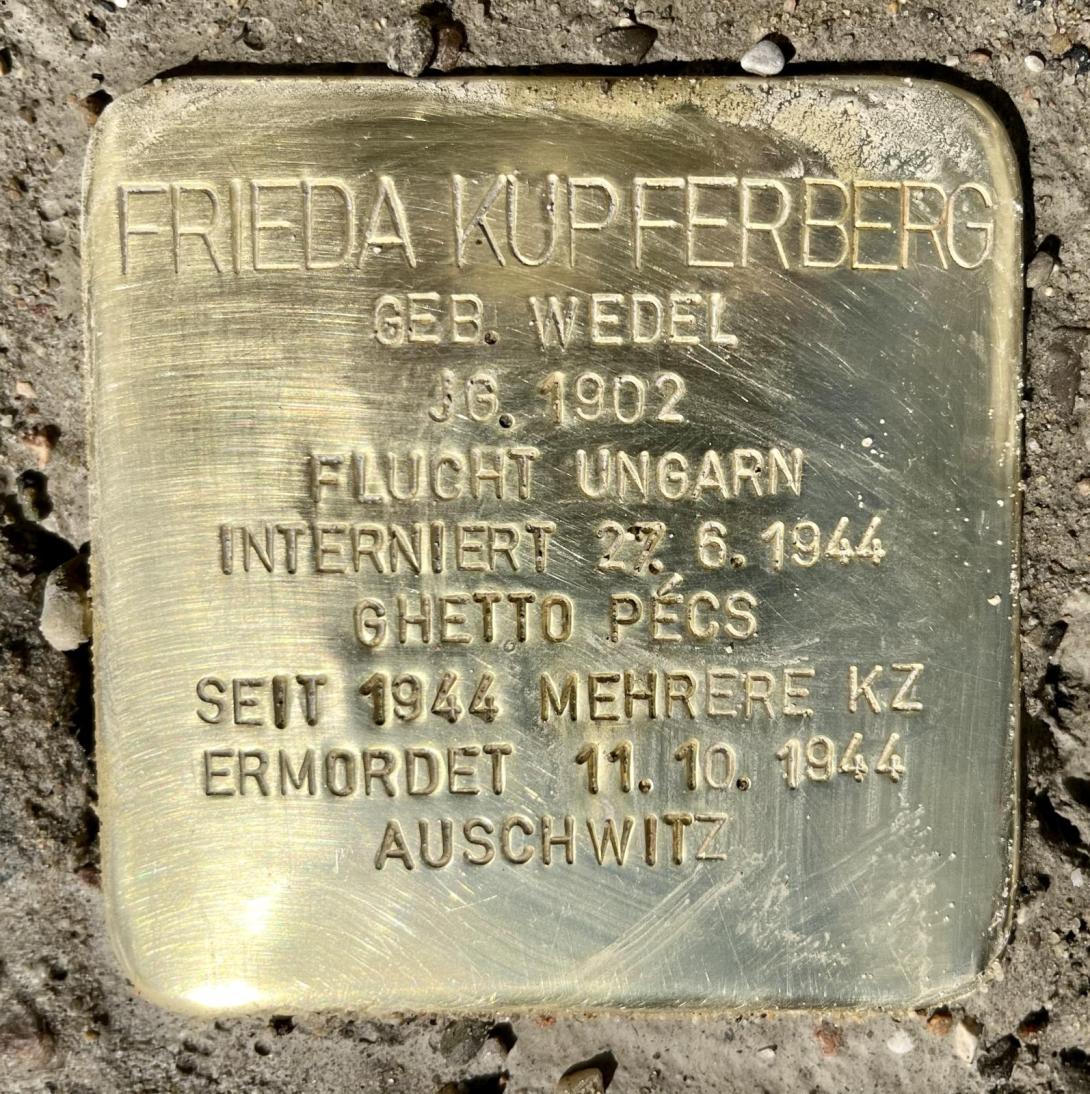 FRIEDA KUPFERBERG
GEB. WEDEL
JG. 1902
FLUCHT UNGARN
INTERNIERT 27. 6. 1944
GHETTO PÉCS
SEIT 1944 MEHRERE KZ
ERMORDET 11. 10. 1944
AUSCHWITZ